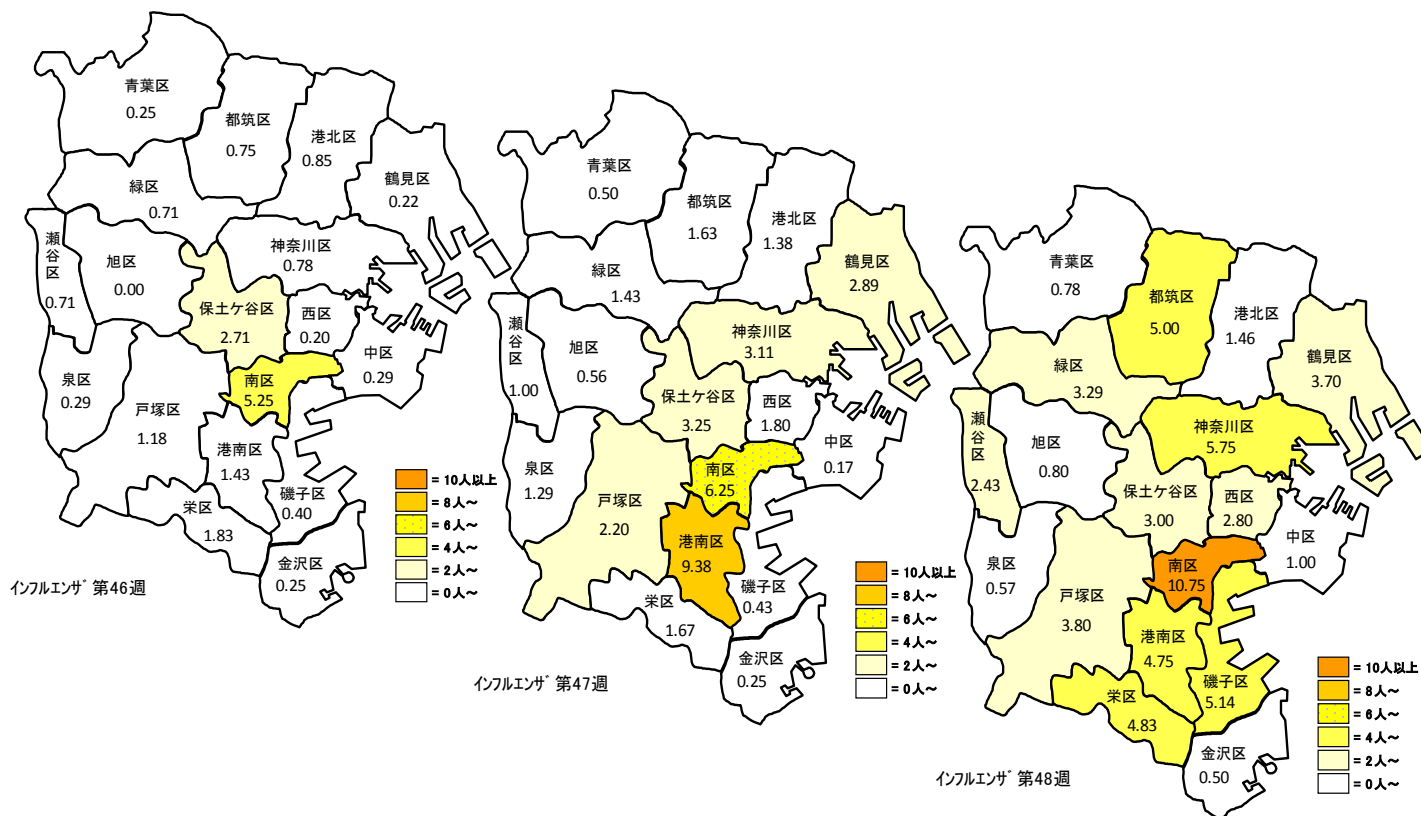 青葉区
0.25
都筑区
0.75
港北区
0.85
鶴見区
0.22
緑区
0.71
瀬谷区
0.71
旭区
0.00
神奈川区
0.78
保土ケ谷区
2.71
西区
0.20
中区
0.29
南区
5.25
泉区
0.29
戸塚区
1.18
港南区
1.43
磯子区
0.40
栄区
1.83
金沢区
0.25
= 10人以上
= 8人~
= 6人~
= 4人~
= 2人~
= 0人~
インフルエンザ 第46週
青葉区
0.50
都筑区
1.63
港北区
1.38
鶴見区
2.89
緑区
1.43
瀬谷区
1.00
旭区
0.56
神奈川区
3.11
保土ケ谷区
3.25
西区
1.80
中区
0.17
南区
6.25
泉区
1.29
戸塚区
2.20
港南区
9.38
磯子区
0.43
栄区
1.67
金沢区
0.25
= 10人以上
= 8人~
= 6人~
= 4人~
= 2人~
= 0人~
インフルエンザ 第47週
青葉区
0.78
都筑区
5.00
港北区
1.46
鶴見区
3.70
緑区
3.29
瀬谷区
2.43
旭区
0.80
神奈川区
5.75
保土ケ谷区
3.00
西区
2.80
中区
1.00
南区
10.75
泉区
0.57
戸塚区
3.80
港南区
4.75
磯子区
5.14
栄区
4.83
金沢区
0.50
= 10人以上
= 8人~
= 6人~
= 4人~
= 2人~
= 0人~
インフルエンザ 第48週